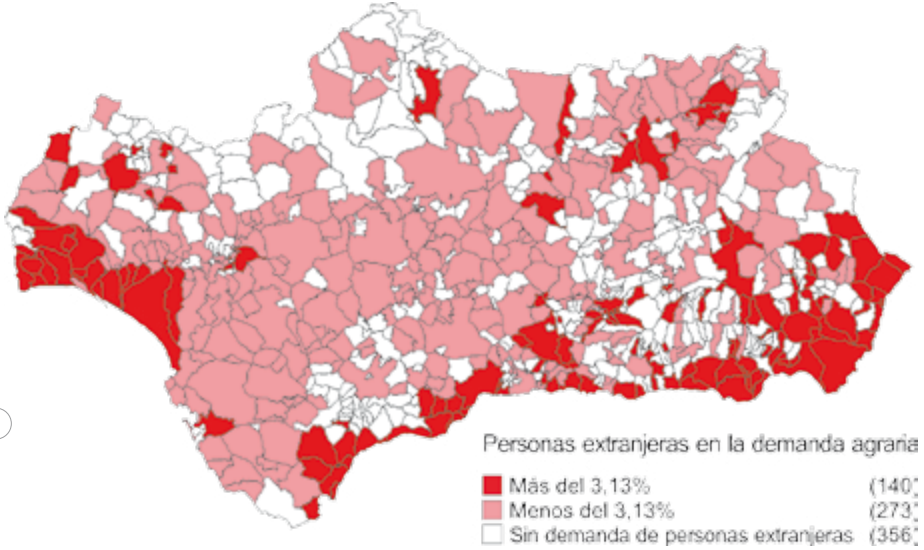 Personas extranjeras en la demanda agraria
Más del 3,13% (140)
Menos del 3,13% (273)
Sin demanda de personas extranjeras (356)